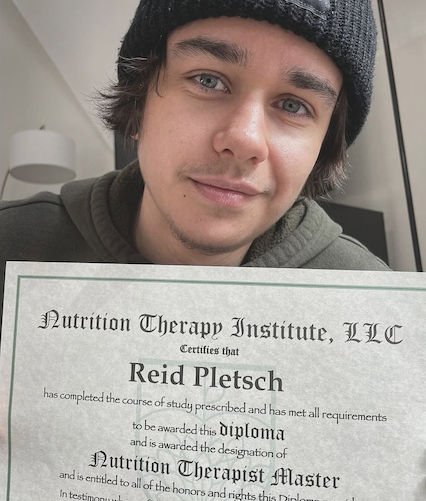 Nutrition Therapy Institute, LLC
Certifies that
Reid Pletsch
has completed the course of study prescribed and has met all requirements
to be awarded this diploma
and is awarded the designation of
Nutrition Therapist Master
and is entitled to all of the honors and rights this Diploma
In testimony